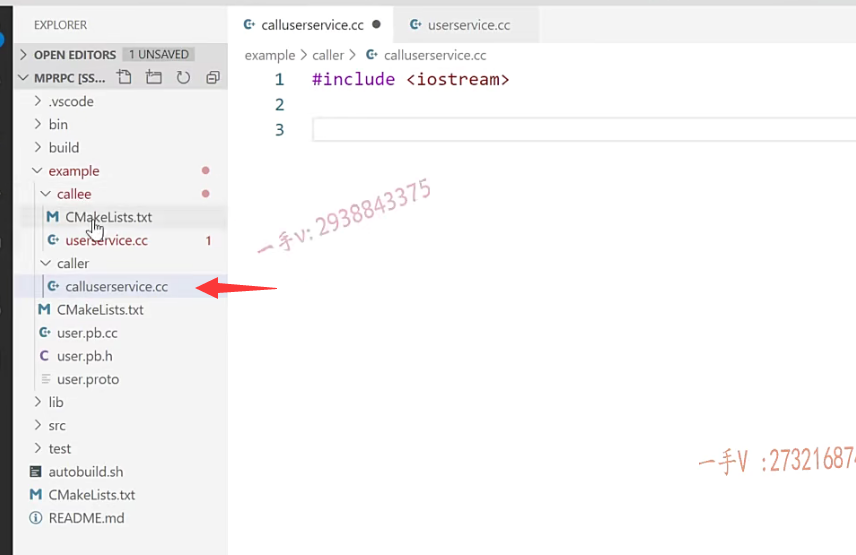 EXPLORER
OPEN EDITORS 1 UNSAVED
MPRPC [SS...
.vscode
bin
build
example
callee
CMakeLists.txt
userservice.cc 1
caller
calluserservice.cc
CMakeLists.txt
user.pb.cc
user.pb.h
user.proto
lib
src
test
autobuild.sh
CMakeLists.txt
README.md
calluserservice.cc
userservice.cc
example > caller > calluserservice.cc
1 #include <iostream>
2
3
一手v: 2938843375
一手V :27321687